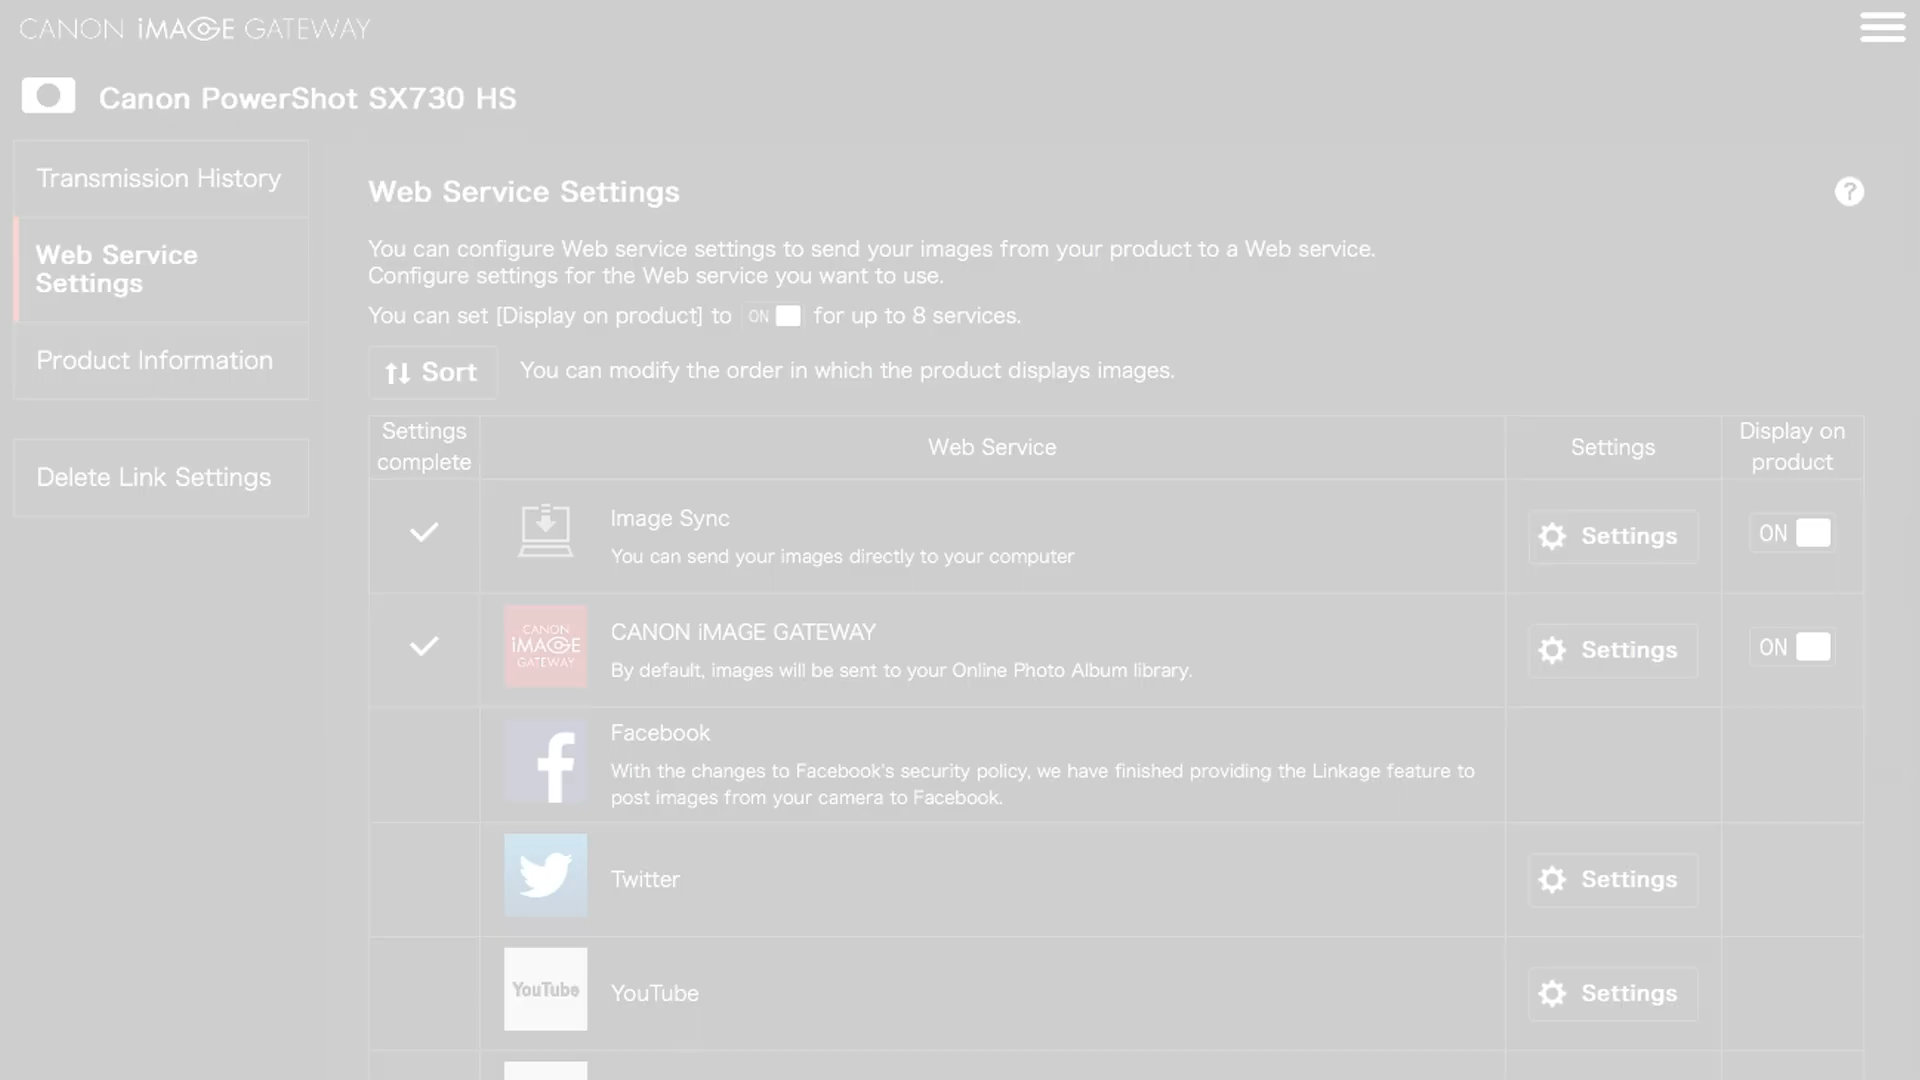 CANON iMAGE GATEWAY
Canon PowerShot SX730 HS
Transmission History
Web Service
Settings
Product Information
Delete Link Settings
Web Service Settings
?
You can configure Web service settings to send your images from your product to a Web service.
Configure settings for the Web service you want to use.
You can set [Display on product] to ON for up to 8 services.
Sort
You can modify the order in which the product displays images.
Settings
complete
Web Service
Settings
Display on
product
Image Sync
You can send your images directly to your computer
Settings
ON
CANON
iMAGE
GATEWAY
CANON iMAGE GATEWAY
By default, images will be sent to your Online Photo Album library.
Settings
ON
f
Facebook
With the changes to Facebook's security policy, we have finished providing the Linkage feature to
post images from your camera to Facebook.
Twitter
Settings
YouTube
YouTube
Settings